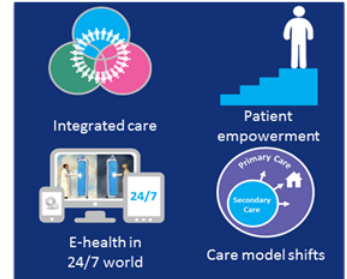 Integrated care
Patient
empowerment
24/7
E-health in
24/7 world
Primary Care
Secondary
Care
Care model shifts